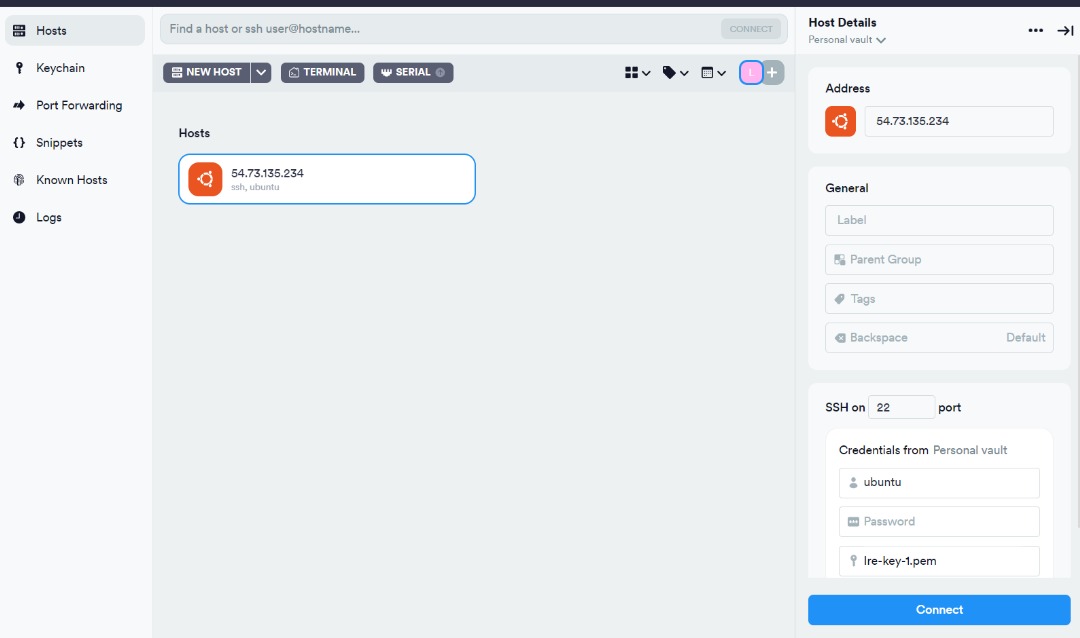 Hosts
Keychain
Port Forwarding
Snippets
Known Hosts
Logs
Find a host or ssh user@hostname...
CONNECT
NEW HOST
TERMINAL
SERIAL
L
Hosts
54.73.135.234
ssh, ubuntu
Host Details
Personal vault
Address
54.73.135.234
General
Label
Parent Group
Tags
Backspace Default
SSH on 22 port
Credentials from Personal vault
ubuntu
Password
Ire-key-1.pem
Connect